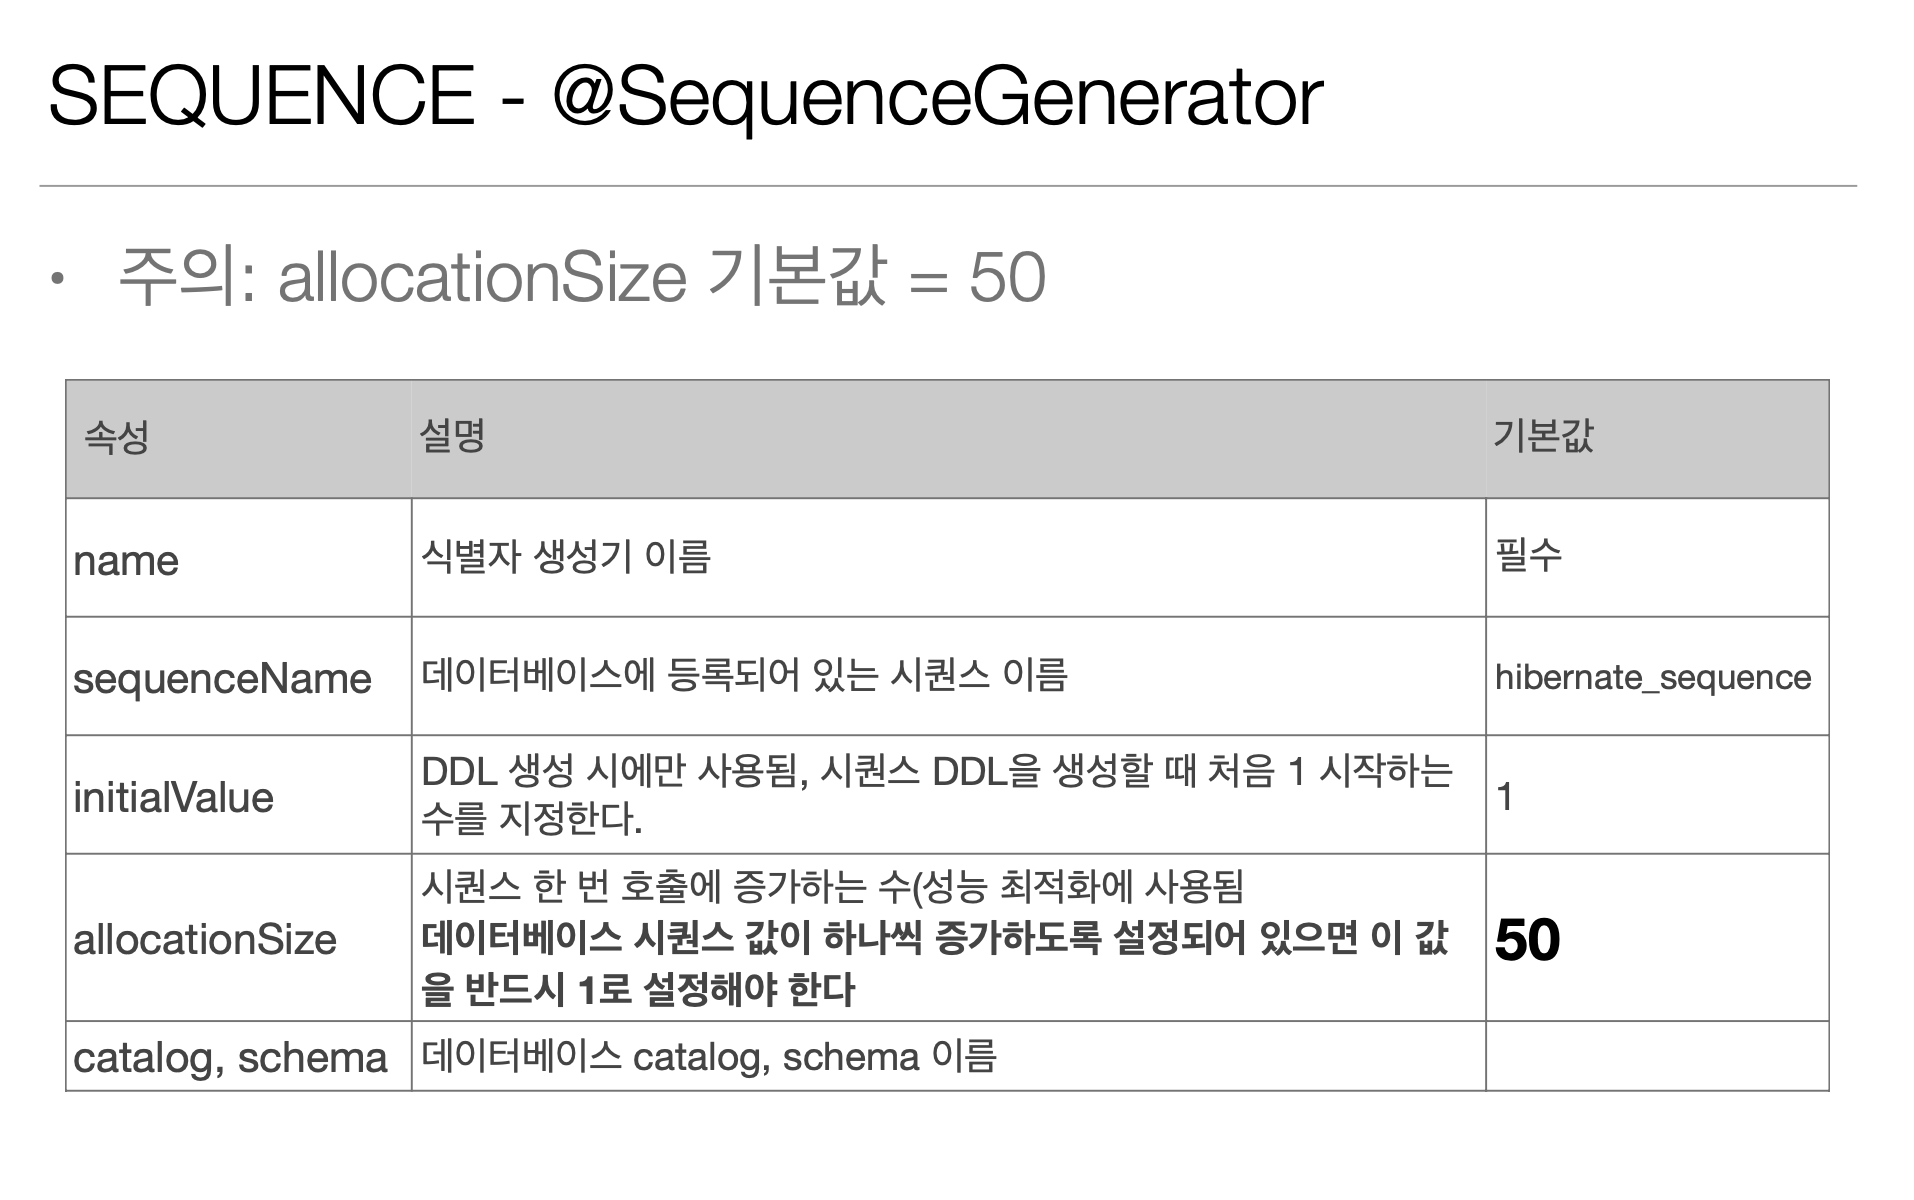 SEQUENCE - @SequenceGenerator
• 주의: allocationSize 기본값 = 50
속성 설명 기본값
name 식별자 생성기 이름 필수
sequenceName 데이터베이스에 등록되어 있는 시퀀스 이름 hibernate_sequence
initialValue DDL 생성 시에만 사용됨, 시퀀스 DDL을 생성할 때 처음 1 시작하는
수를 지정한다. 1
allocationSize 시퀀스 한 번 호출에 증가하는 수(성능 최적화에 사용됨
데이터베이스 시퀀스 값이 하나씩 증가하도록 설정되어 있으면 이 값
을 반드시 1로 설정해야 한다 50
catalog, schema 데이터베이스 catalog, schema 이름